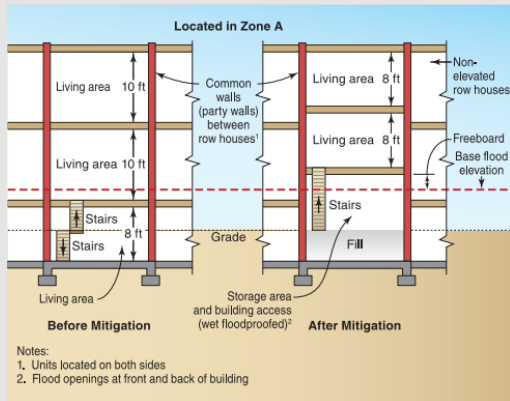 Located in Zone A
Living area 10 ft
Living area 10 ft
Stairs
Stairs
8 ft
Living area
Before Mitigation
Common
walls
(party walls)
between
row houses¹
Grade
Living area 8 ft
Living area 8 ft
Stairs
Fill
Storage area
and building access
(wet floodproofed)²
After Mitigation
Non-
elevated
row houses
Freeboard
Base flood
elevation
Notes:
1. Units located on both sides
2. Flood openings at front and back of building